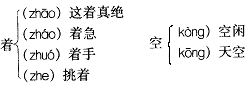 着
(zhāo) 这着真绝
(zháo) 着急
(zhuó) 着手
(zhe) 挑着
空
kòng) 空闲
kōng) 天空